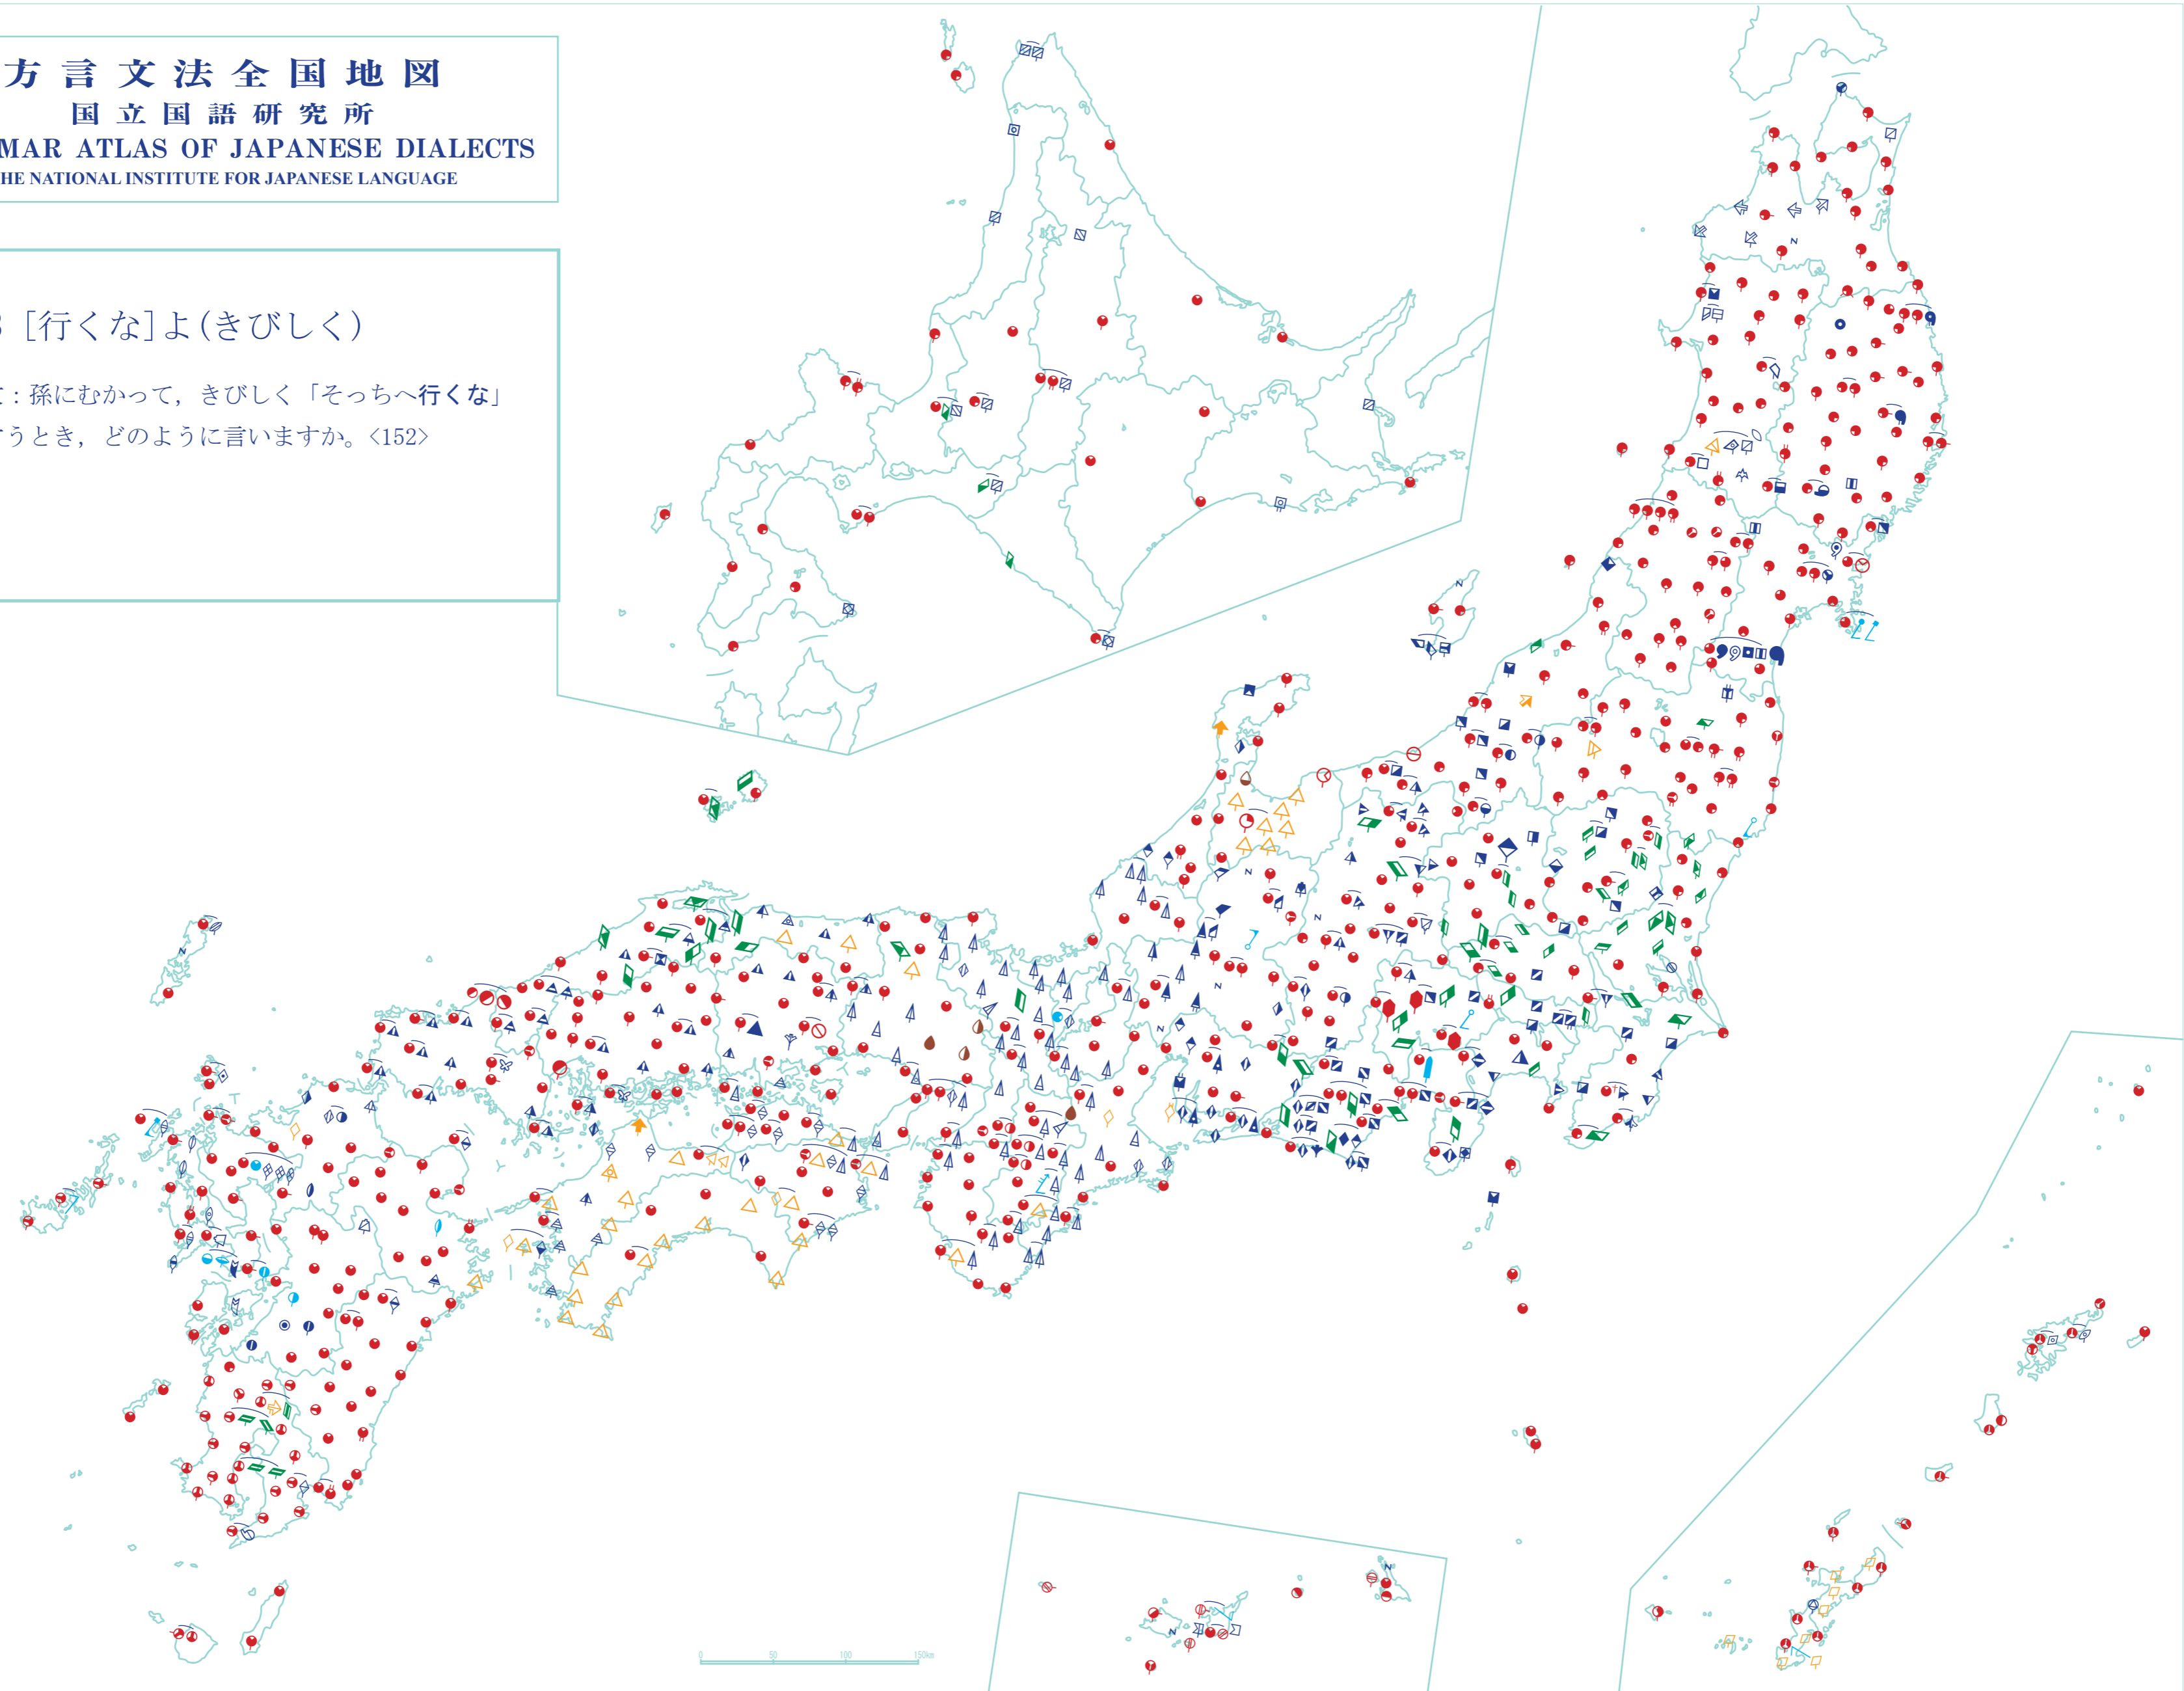 方言文法全国地図
国立国語研究所
MAR ATLAS OF JAPANESE DIALECTS
HE NATIONAL INSTITUTE FOR JAPANESE LANGUAGE
[行くな]よ(きびしく)
:孫にむかって,きびしく「そっちへ行くな」
うとき,どのように言いますか。〈152〉
0 50 100 150km